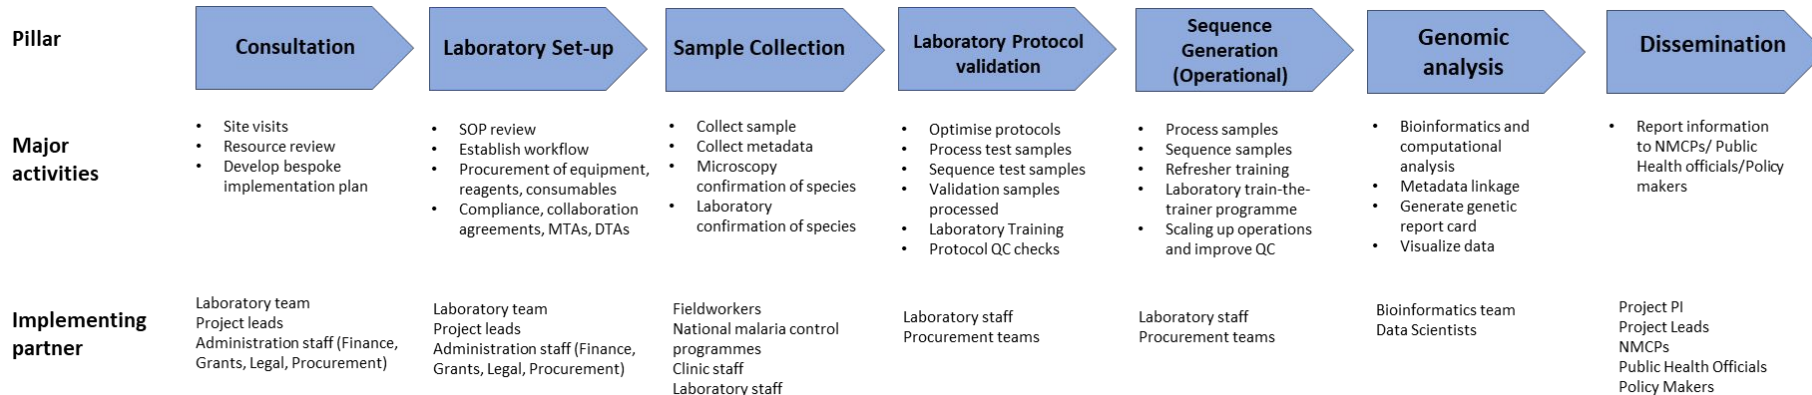 Pillar
Consultation
Laboratory Set-up
Sample Collection
Laboratory Protocol
validation
Sequence
Generation
(Operational)
Genomic
analysis
Dissemination
Major
activities
• Site visits
• Resource review
• Develop bespoke
implementation plan
• SOP review
• Establish workflow
• Procurement of equipment,
reagents, consumables
• Compliance, collaboration
agreements, MTAs, DTAs
• Collect sample
• Collect metadata
• Microscopy
confirmation of species
• Laboratory
confirmation of species
• Optimise protocols
• Process test samples
• Sequence test samples
• Validation samples
processed
• Laboratory Training
• Protocol QC checks
• Process samples
• Sequence samples
• Refresher training
• Laboratory train-the-
trainer programme
• Scaling up operations
and improve QC
• Bioinformatics and
computational
analysis
• Metadata linkage
• Generate genetic
report card
• Visualize data
• Report information
to NMCPs/ Public
Health officials/Policy
makers
Implementing
partner
Laboratory team
Project leads
Administration staff (Finance,
Grants, Legal, Procurement)
Laboratory team
Project leads
Administration staff (Finance,
Grants, Legal, Procurement)
Fieldworkers
National malaria control
programmes
Clinic staff
Laboratory staff
Laboratory staff
Procurement teams
Laboratory staff
Procurement teams
Bioinformatics team
Data Scientists
Project PI
Project Leads
NMCPs
Public Health Officials
Policy Makers